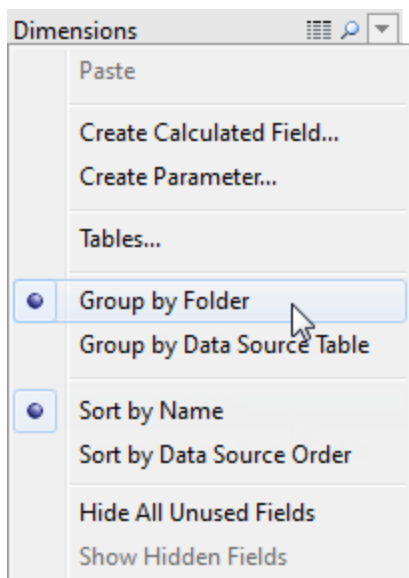 Dimensions
Paste
Create Calculated Field...
Create Parameter...
Tables...
Group by Folder
Group by Data Source Table
Sort by Name
Sort by Data Source Order
Hide All Unused Fields
Show Hidden Fields